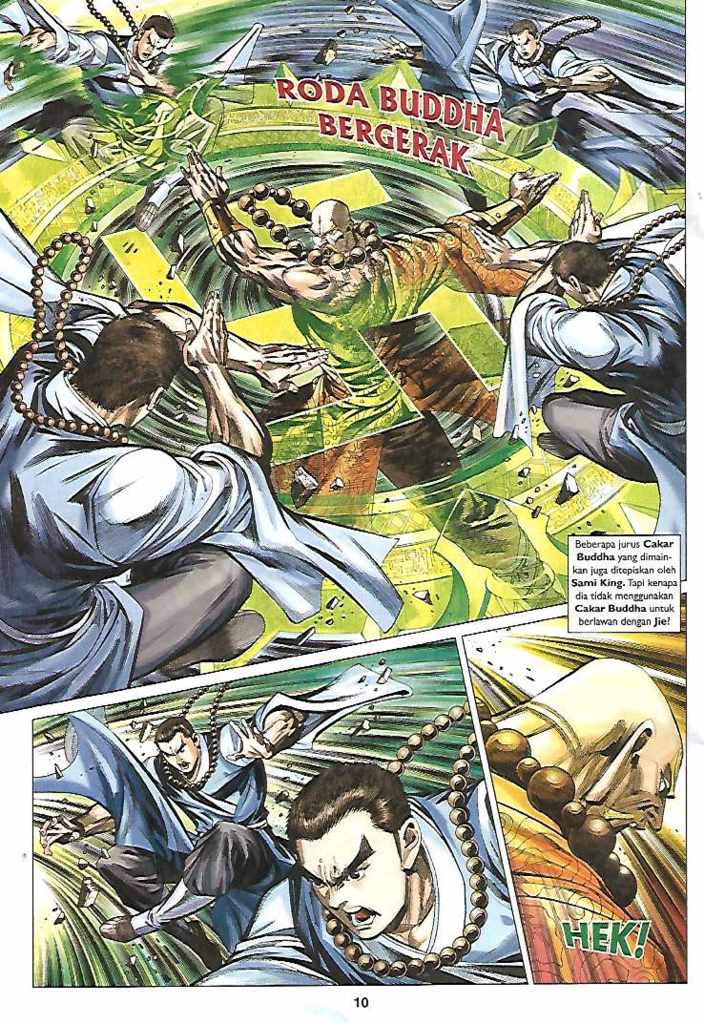 RODA BUDDHA
BERGERAK
Beberapa jurus Cakar
Buddha yang dimain-
kan juga ditepiskan oleh
Sami King. Tapi kenapa
dia tidak menggunakan
Cakar Buddha untuk
berlawan dengan Jie?
HEK!
10